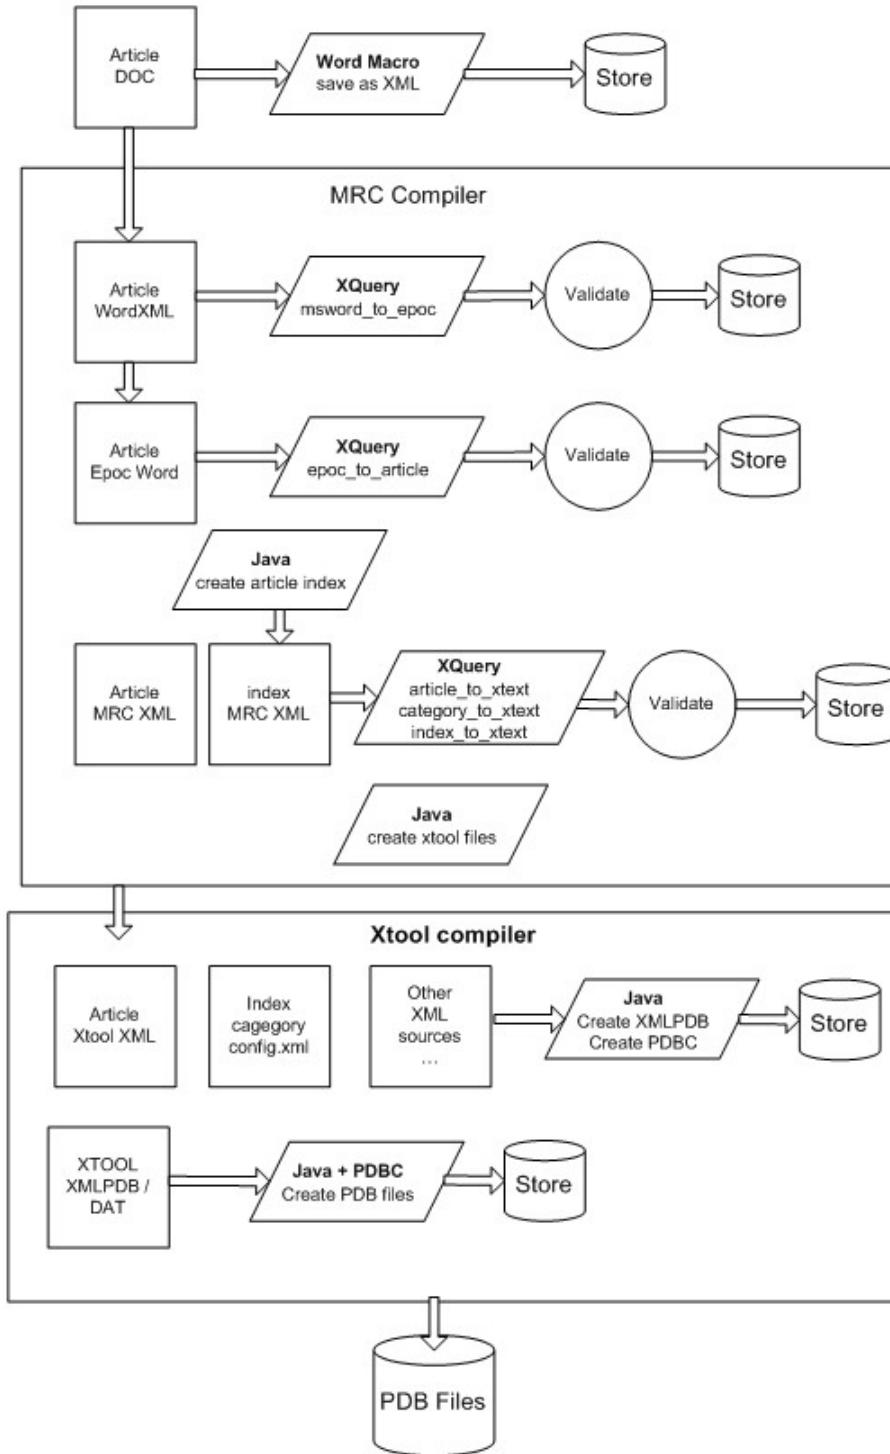 Article
DOC
Word Macro
save as XML
Store
MRC Compiler
Article
WordXML
XQuery
msword_to_epoc
Validate
Store
Article
Epoc Word
XQuery
epoc_to_article
Validate
Store
Java
create article index
Article
MRC XML
index
MRC XML
XQuery
article_to_xtext
category_to_xtext
index_to_xtext
Validate
Store
Java
create xtool files
Xtool compiler
Article
Xtool XML
Index
cagegory
config.xml
Other
XML
sources
...
Java
Create XMLPDB
Create PDBC
Store
XTOOL
XMLPDB /
DAT
Java + PDBC
Create PDB files
Store
PDB Files